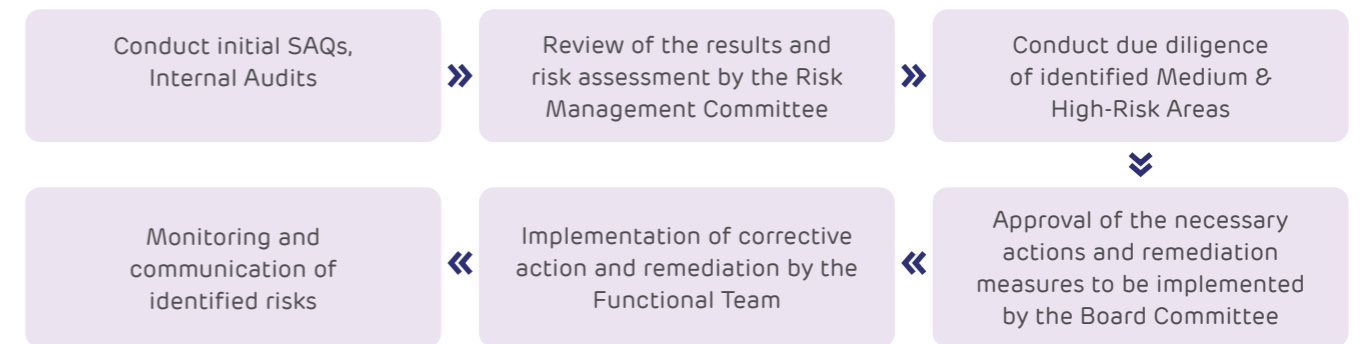 Conduct initial SAQs,
Internal Audits
Review of the results and
risk assessment by the Risk
Management Committee
Conduct due diligence
of identified Medium &
High-Risk Areas
Approval of the necessary
actions and remediation
measures to be implemented
by the Board Committee
Implementation of corrective
action and remediation by the
Functional Team
Monitoring and
communication of
identified risks